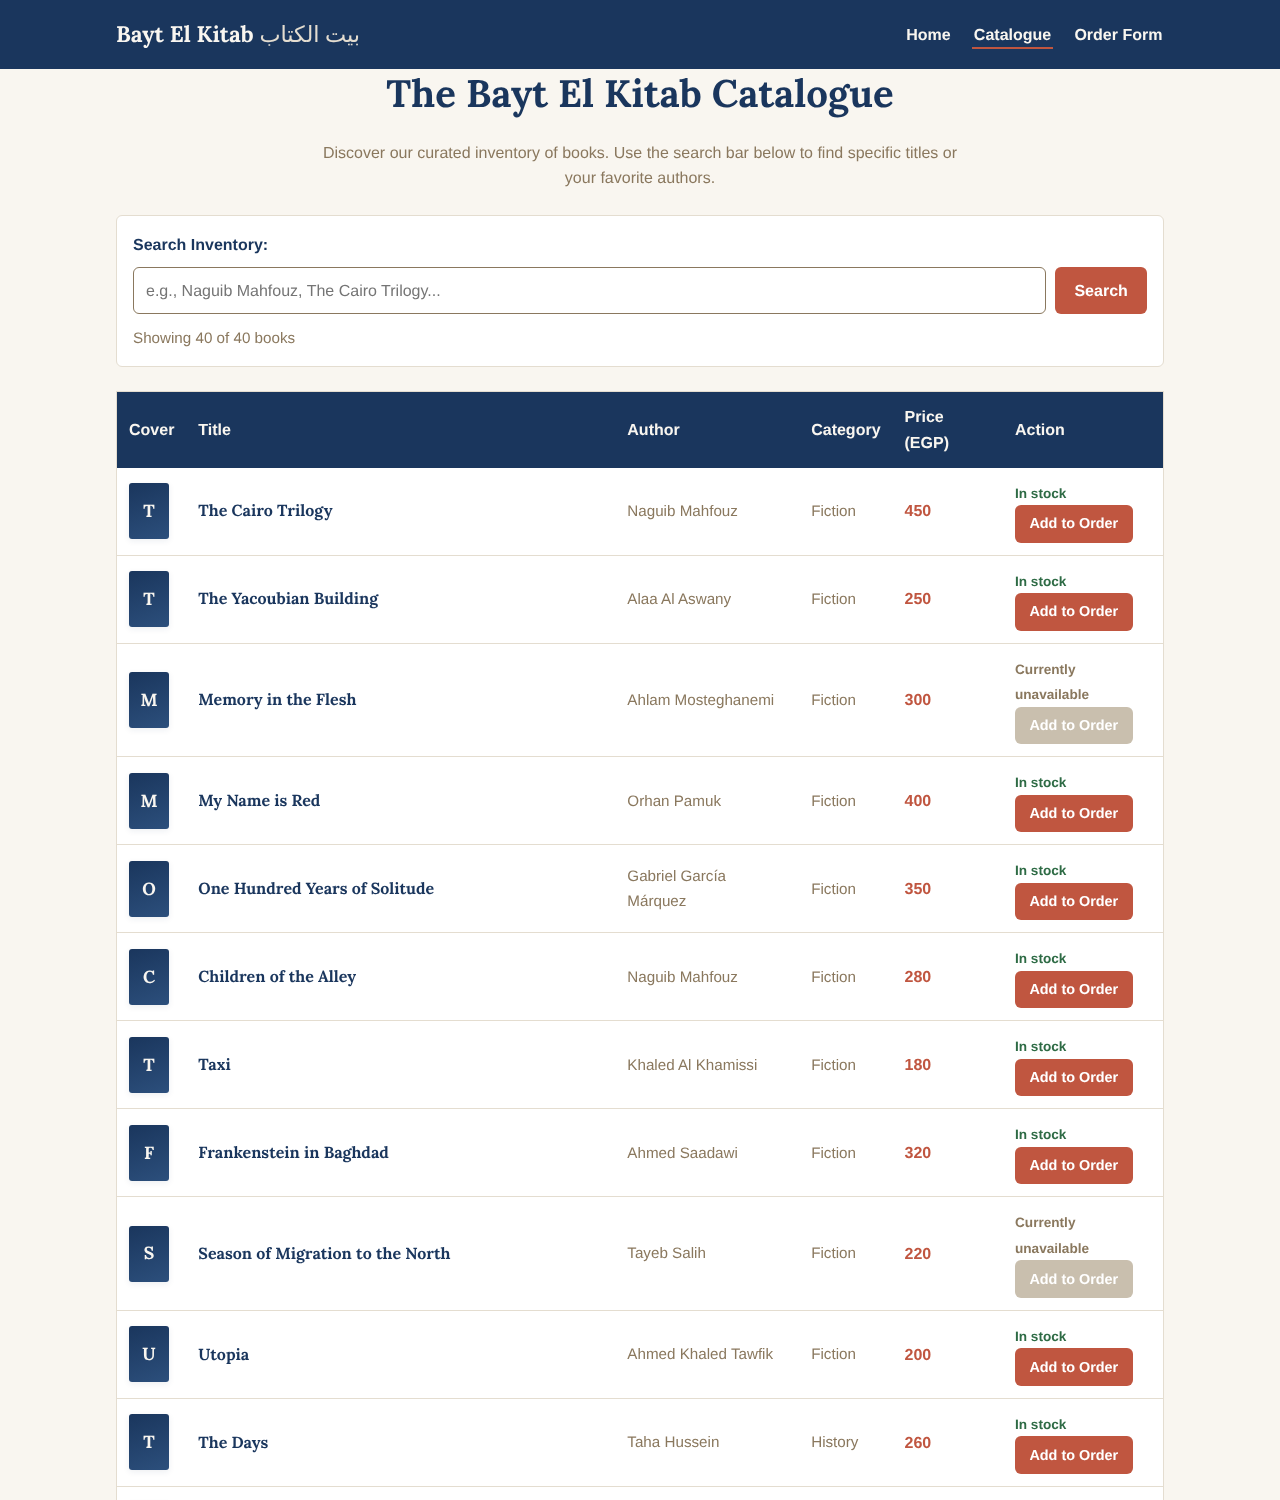 Bayt El Kitab بيت الكتاب
Home Catalogue Order Form
The Bayt El Kitab Catalogue
Discover our curated inventory of books. Use the search bar below to find specific titles or
your favorite authors.
Search Inventory:
e.g., Naguib Mahfouz, The Cairo Trilogy...
Search
Showing 40 of 40 books
Cover Title Author Category Price (EGP) Action
T The Cairo Trilogy Naguib Mahfouz Fiction 450 In stock
Add to Order
T The Yacoubian Building Alaa Al Aswany Fiction 250 In stock
Add to Order
M Memory in the Flesh Ahlam Mosteghanemi Fiction 300 Currently unavailable
Add to Order
M My Name is Red Orhan Pamuk Fiction 400 In stock
Add to Order
O One Hundred Years of Solitude Gabriel García Márquez Fiction 350 In stock
Add to Order
C Children of the Alley Naguib Mahfouz Fiction 280 In stock
Add to Order
T Taxi Khaled Al Khamissi Fiction 180 In stock
Add to Order
F Frankenstein in Baghdad Ahmed Saadawi Fiction 320 In stock
Add to Order
S Season of Migration to the North Tayeb Salih Fiction 220 Currently unavailable
Add to Order
U Utopia Ahmed Khaled Tawfik Fiction 200 In stock
Add to Order
T The Days Taha Hussein History 260 In stock
Add to Order